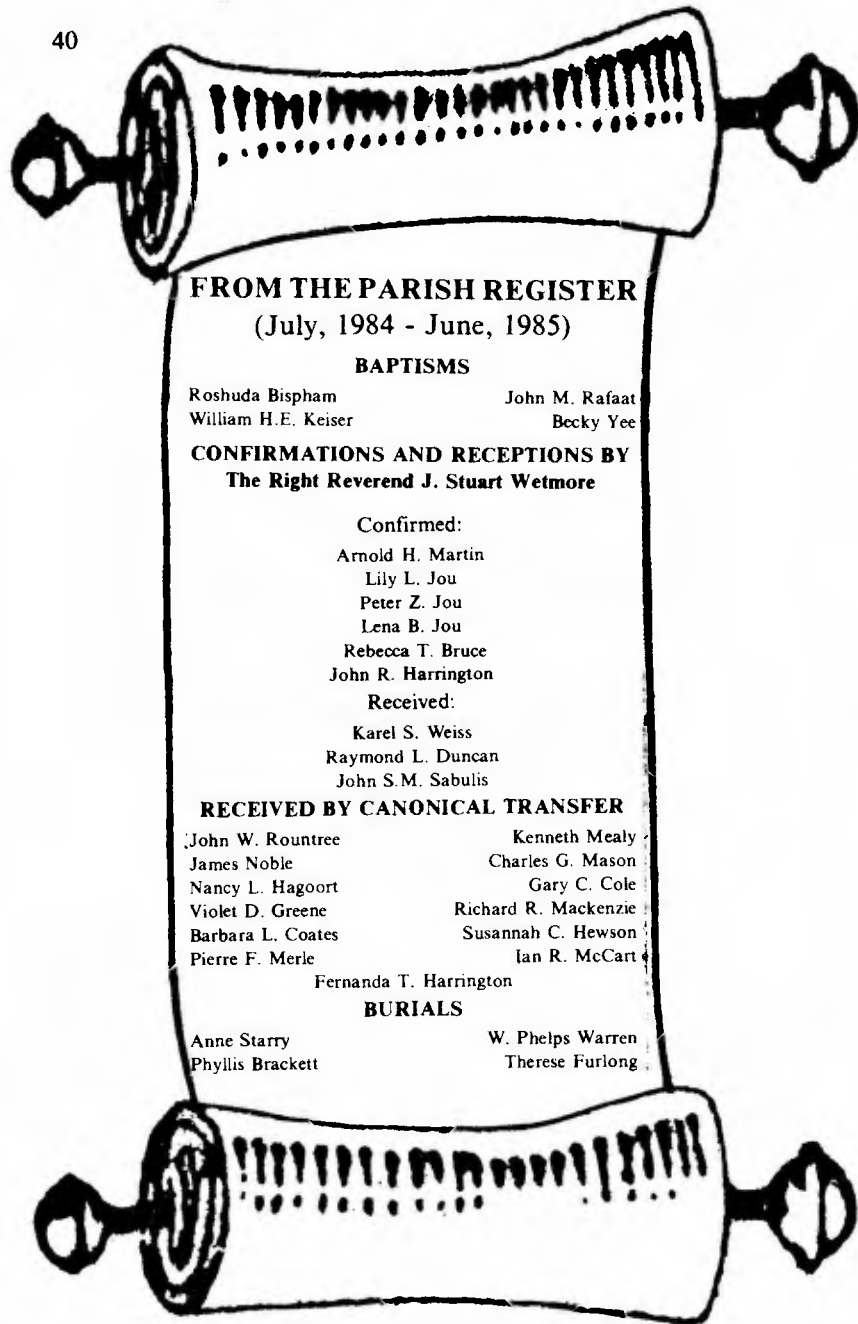 40
FROM THE PARISH REGISTER
(July, 1984 - June, 1985)
BAPTISMS
Roshuda Bispham John M. Rafaat
William H.E. Keiser Becky Yee
CONFIRMATIONS AND RECEPTIONS BY
The Right Reverend J. Stuart Wetmore
Confirmed:
Arnold H. Martin
Lily L. Jou
Peter Z. Jou
Lena B. Jou
Rebecca T. Bruce
John R. Harrington
Received:
Karel S. Weiss
Raymond L. Duncan
John S.M. Sabulis
RECEIVED BY CANONICAL TRANSFER
John W. Rountree Kenneth Mealy
James Noble Charles G. Mason
Nancy L. Hagoort Gary C. Cole
Violet D. Greene Richard R. Mackenzie
Barbara L. Coates Susannah C. Hewson
Pierre F. Merle Ian R. McCart
Fernanda T. Harrington
BURIALS
Anne Starry W. Phelps Warren
Phyllis Brackett Therese Furlong